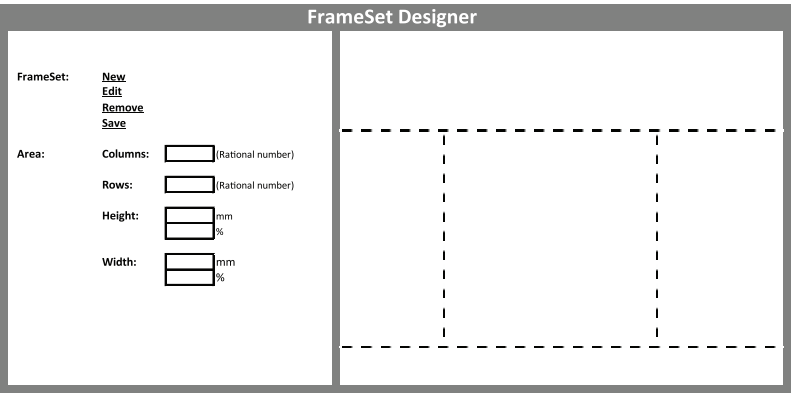 FrameSet Designer
FrameSet: New
Edit
Remove
Save
Area: Columns: (Rational number)
Rows: (Rational number)
Height: mm
%
Width: mm
%